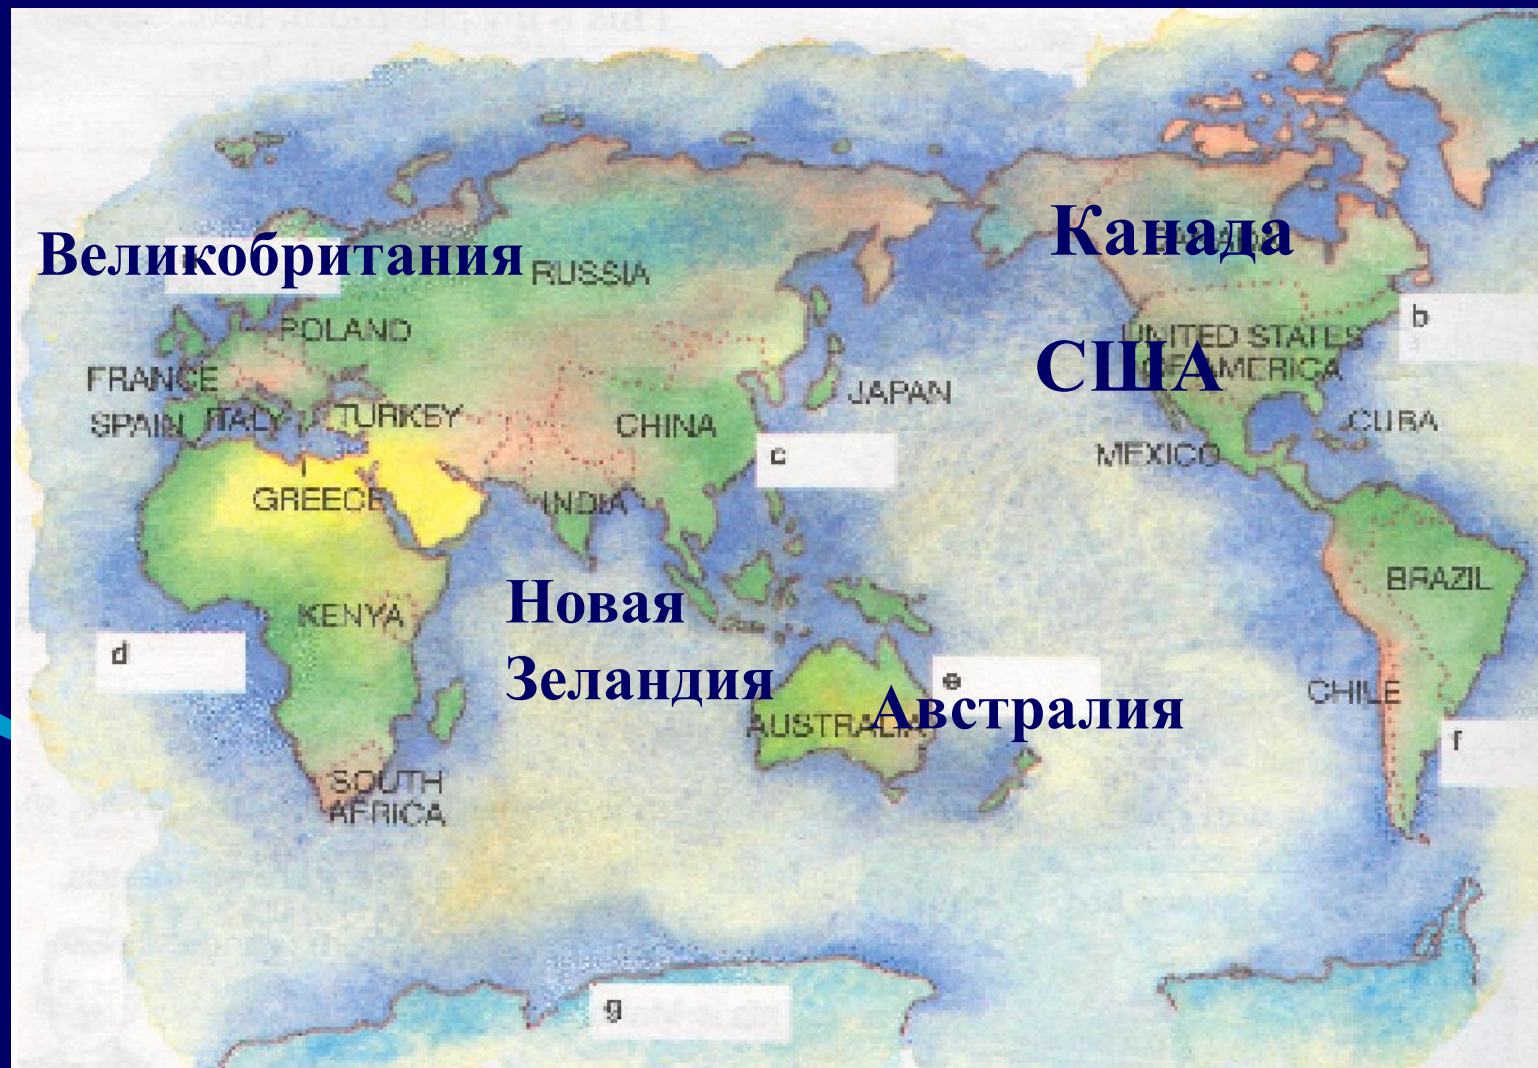 Великобритания
Канада
RUSSIA
POLAND
b
UNITED STATES
OF AMERICA
США
FRANCE
JAPAN
SPAIN
ITALY
TURKEY
CHINA
CUBA
MEXICO
c
GREECE
INDIA
BRAZIL
Новая
Зеландия
KENYA
d
e
CHILE
Австралия
AUSTRALIA
f
SOUTH
AFRICA
g